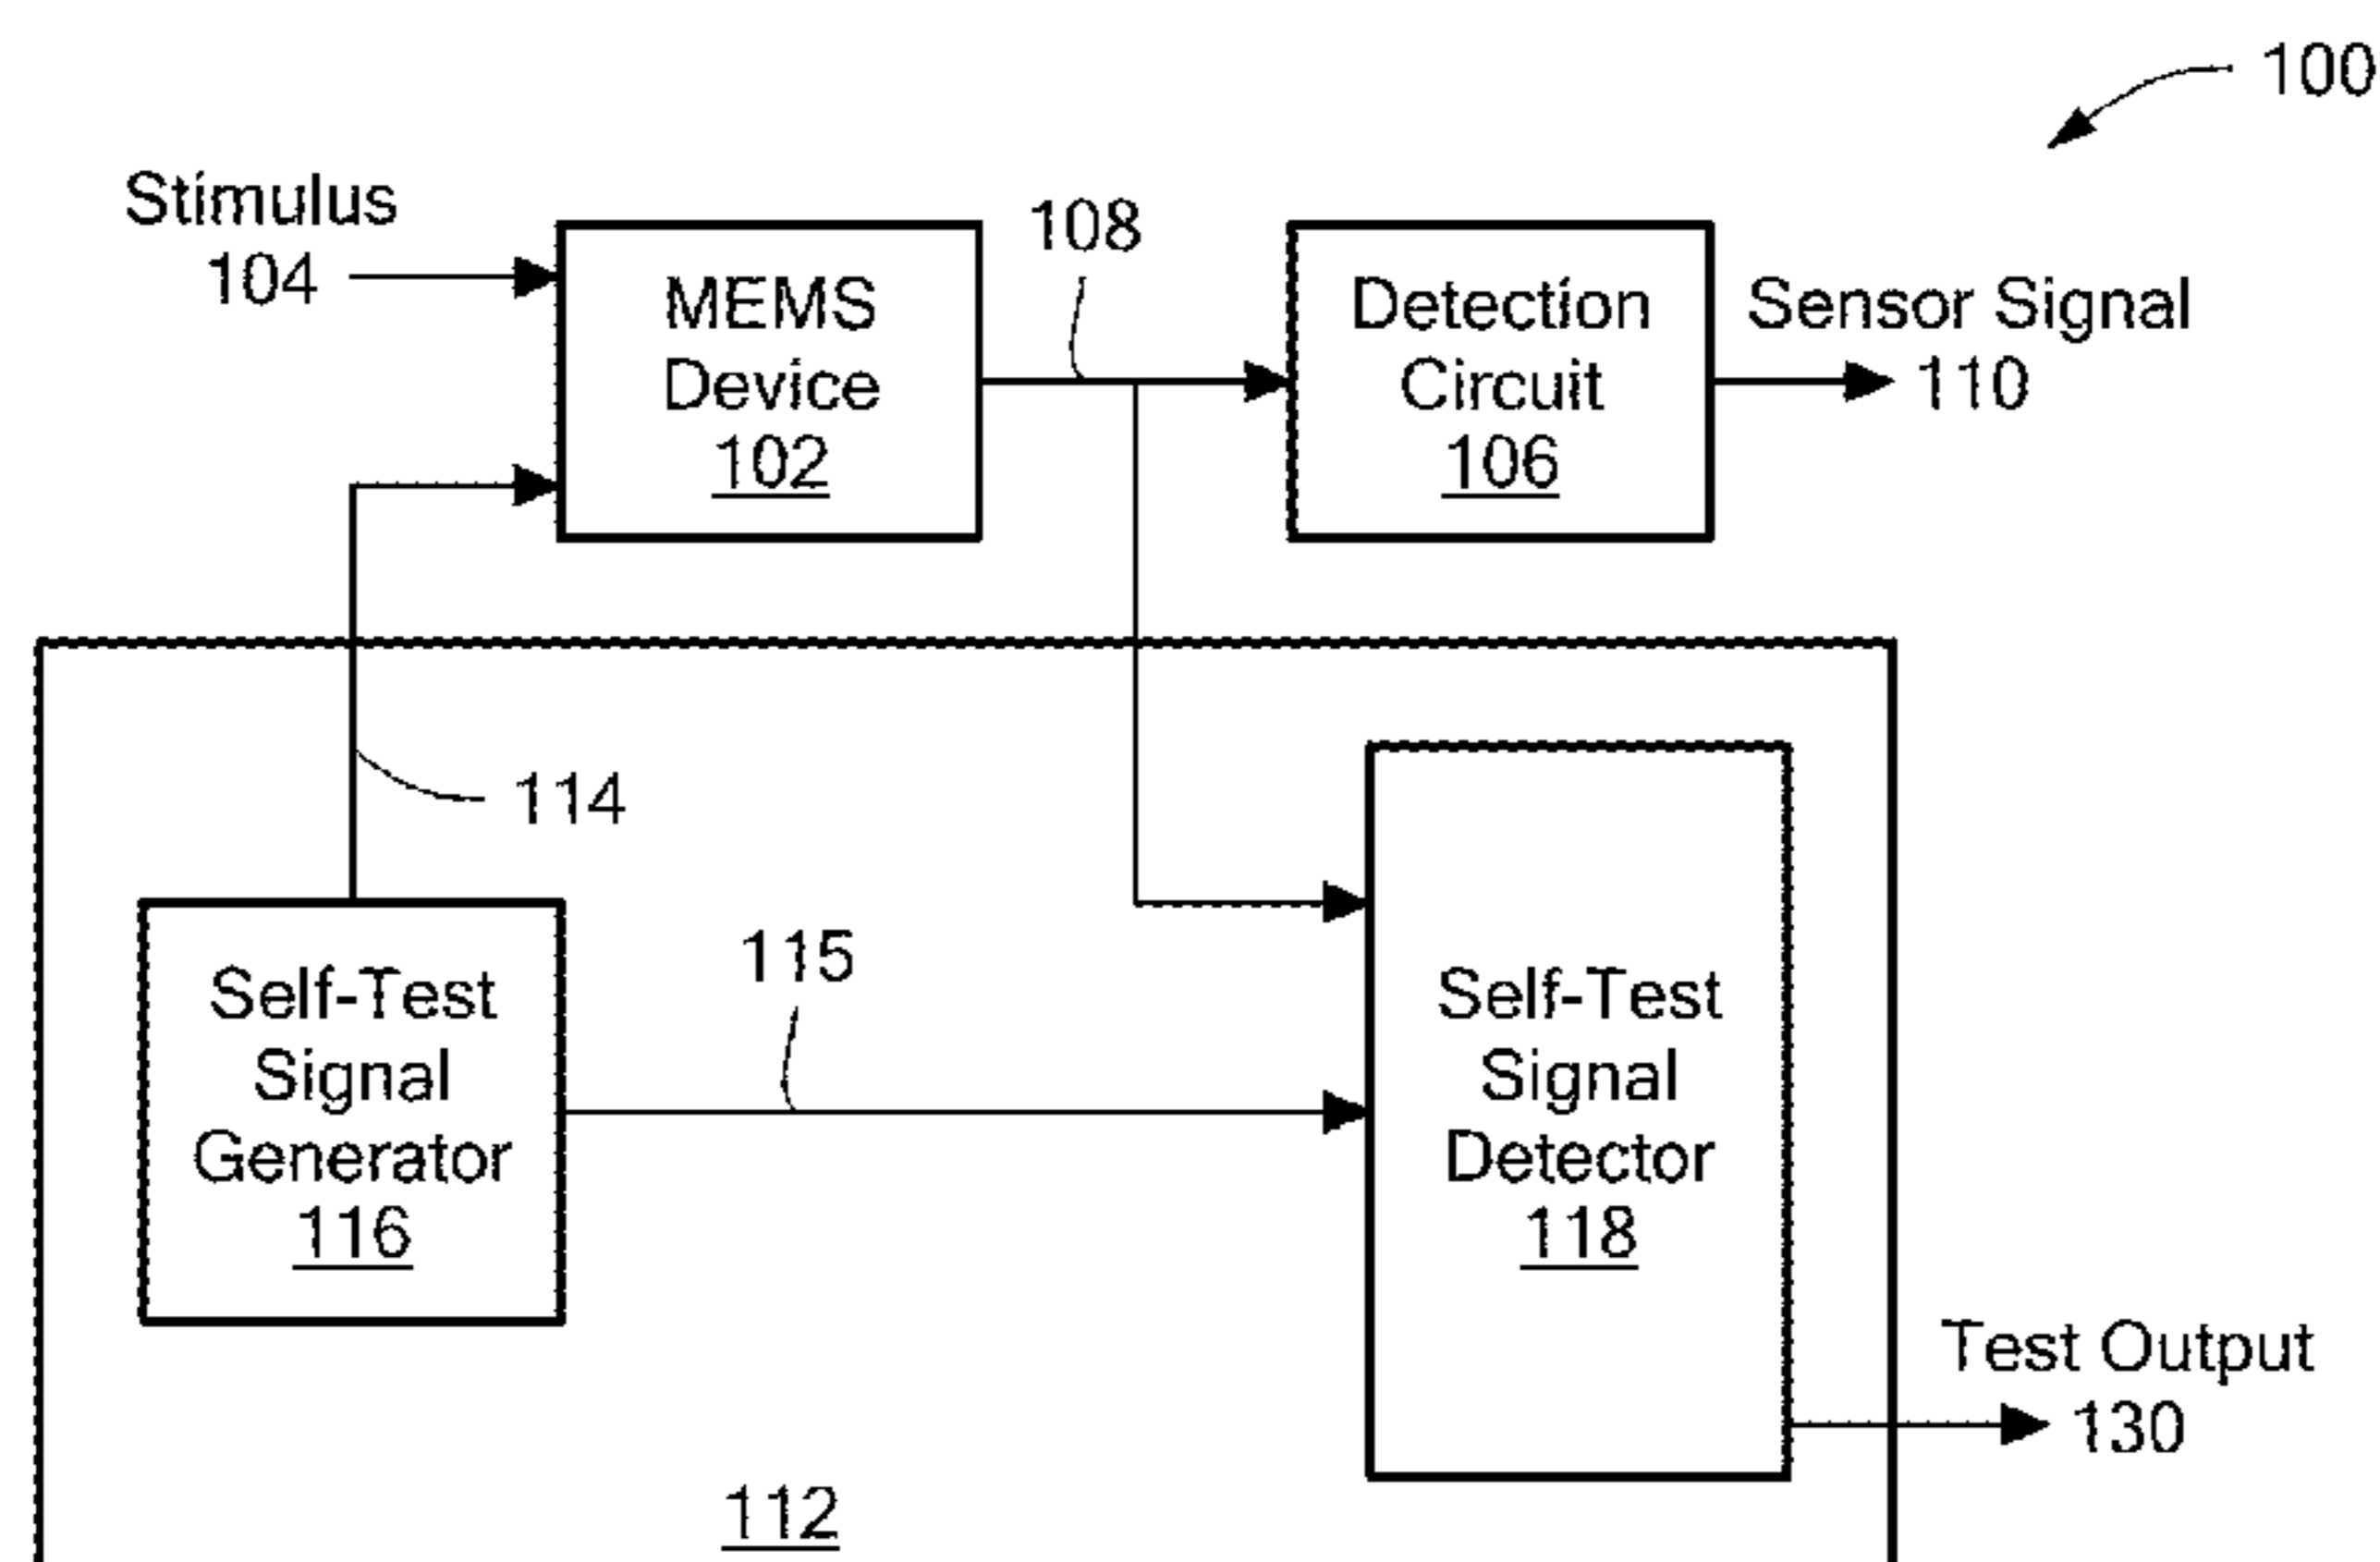 100
Stimulus
104
MEMS
Device
102
108
Detection
Circuit
106
Sensor Signal
110
114
Self-Test
Signal
Generator
116
115
Self-Test
Signal
Detector
118
Test Output
130
112